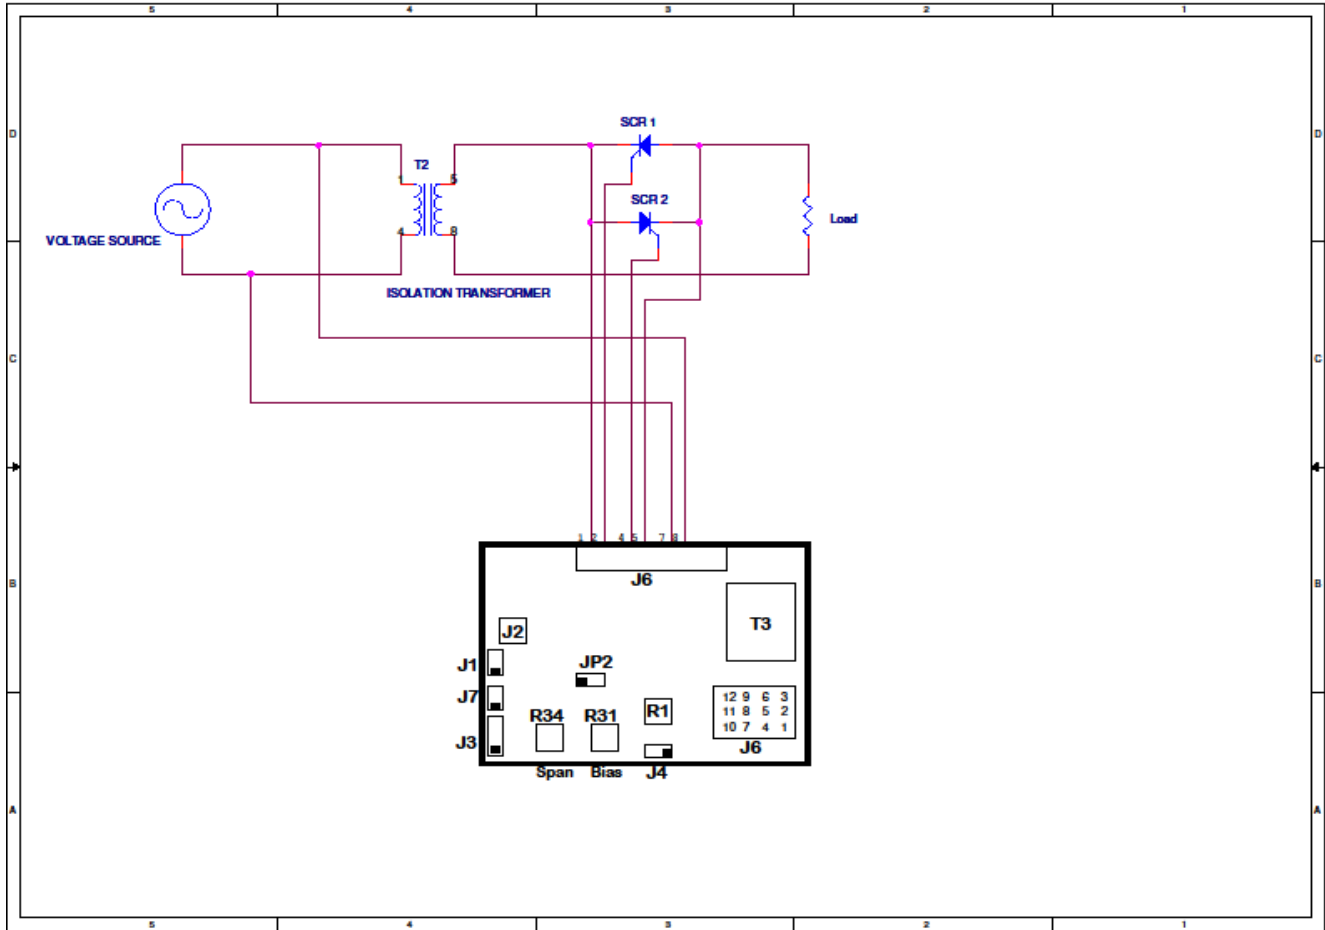 5 4 3 2 1
D D
SCR 1
T2
1 5
SCR 2
Load
4 8
VOLTAGE SOURCE
ISOLATION TRANSFORMER
C C
1 2 4 5 7 8
J6
B B
T3
J2
J1 JP2
J7
12 9 6 3
R34 R31 R1
11 8 5 2
10 7 4 1
J3 J6
Span Bias J4
A A
5 4 3 2 1